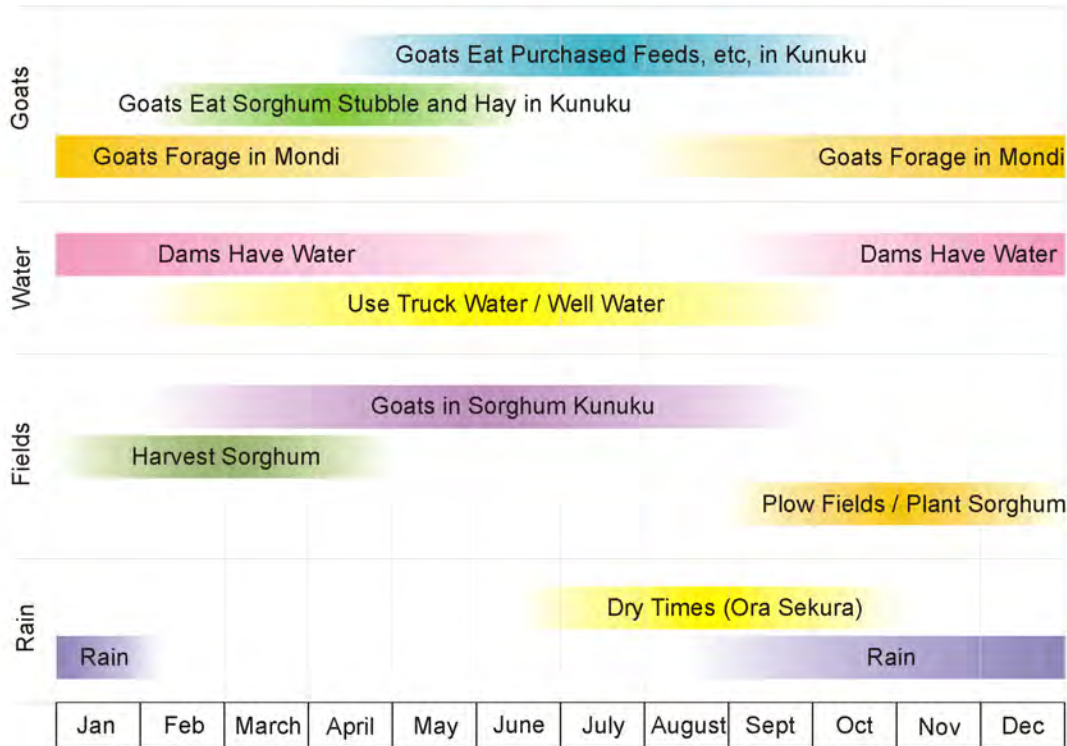 Goats
Goats Eat Purchased Feeds, etc, in Kunuku
Goats Eat Sorghum Stubble and Hay in Kunuku
Goats Forage in Mondi
Goats Forage in Mondi
Water
Dams Have Water
Dams Have Water
Use Truck Water / Well Water
Fields
Goats in Sorghum Kunuku
Harvest Sorghum
Plow Fields / Plant Sorghum
Rain
Dry Times (Ora Sekura)
Rain
Rain
Jan Feb March April May June July August Sept Oct Nov Dec